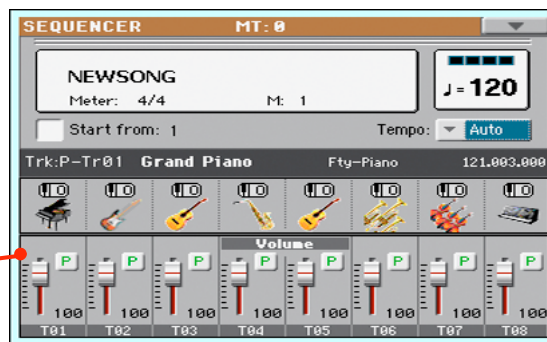 SEQUENCER MT: 0
NEWSONG
Meter: 4/4 M: 1
♩= 120
Start from: 1 Tempo: Auto
Trk:P-Tr01 Grand Piano Fty-Piano 121.003.000
Volume
P P P P P P P P
100 100 100 100 100 100 100 100
T01 T02 T03 T04 T05 T06 T07 T08